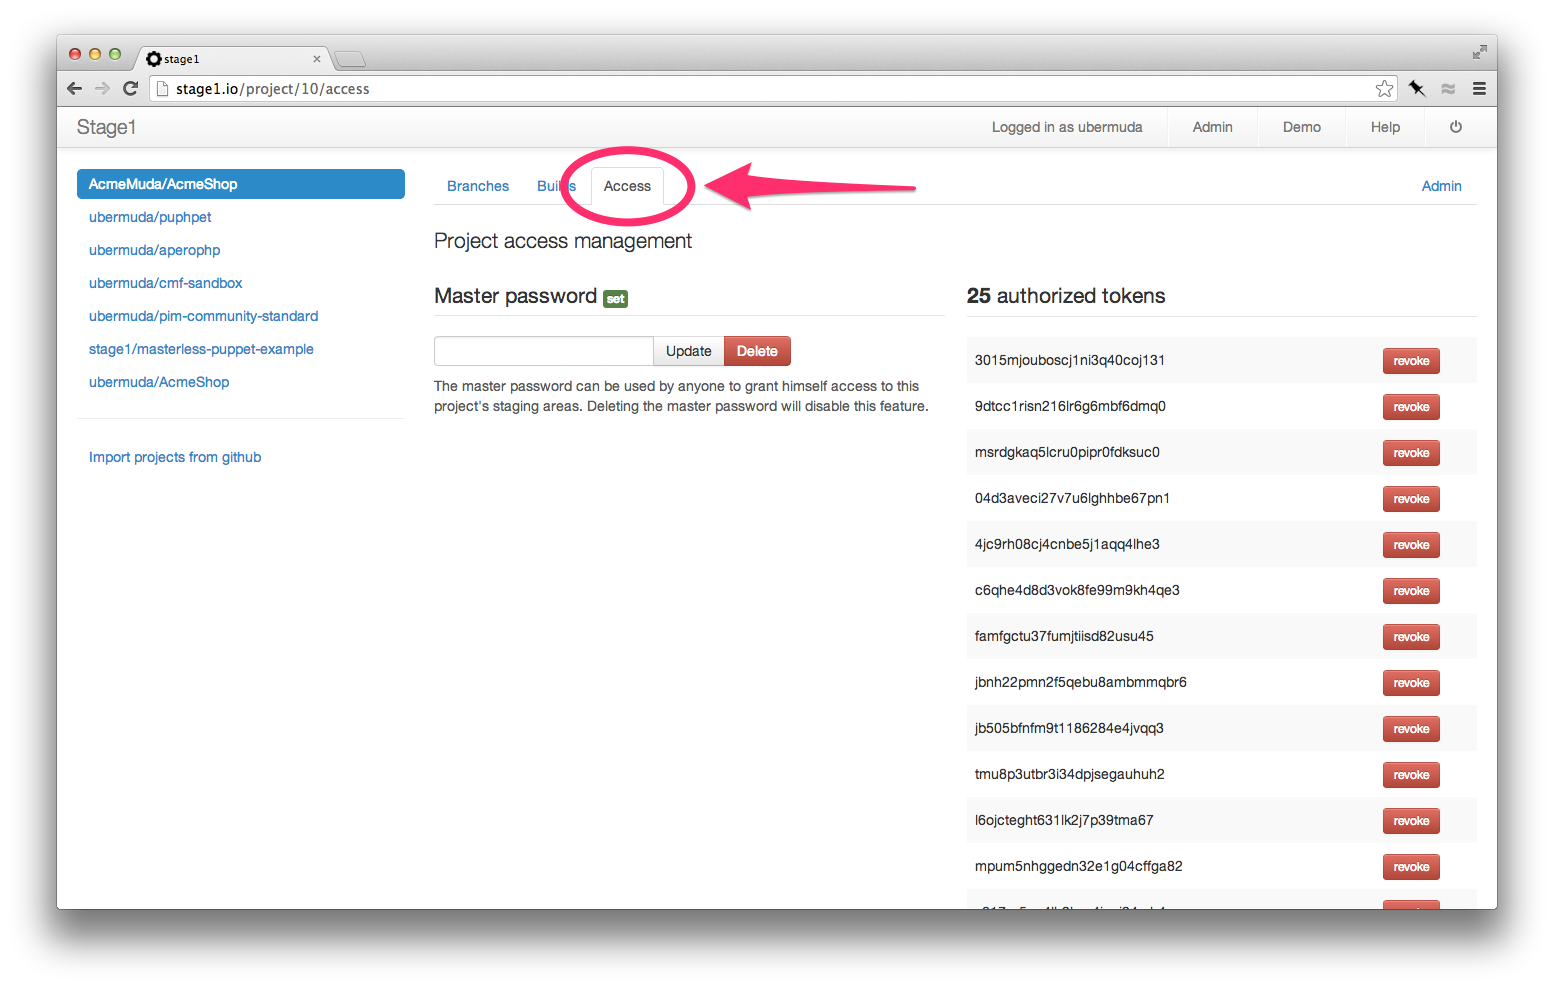 stage1
stage1.io/project/10/access
Stage1
Logged in as ubermuda
Admin
Demo
Help
AcmeMuda/AcmeShop
ubermuda/puphpet
ubermuda/aperophp
ubermuda/cmf-sandbox
ubermuda/pim-community-standard
stage1/masterless-puppet-example
ubermuda/AcmeShop
Import projects from github
Branches
Builds
Access
Admin
Project access management
Master password set
Update
Delete
The master password can be used by anyone to grant himself access to this
project's staging areas. Deleting the master password will disable this feature.
25 authorized tokens
3015mjouboscj1ni3q40coj131 revoke
9dtcc1risn216lr6g6mbf6dmq0 revoke
msrdgkaq5lcru0pipr0fdksuc0 revoke
04d3aveci27v7u6lghhbe67pn1 revoke
4jc9rh08cj4cnbe5j1aqq4lhe3 revoke
c6qhe4d8d3vok8fe99m9kh4qe3 revoke
famfgctu37fumjtiisd82usu45 revoke
jbnh22pmn2f5qebu8ambmmqbr6 revoke
jb505bfnfm9t1186284e4jvqq3 revoke
tmu8p3utbr3i34dpjsegauhuh2 revoke
l6ojcteght631lk2j7p39tma67 revoke
mpum5nhggedn32e1g04cffga82 revoke